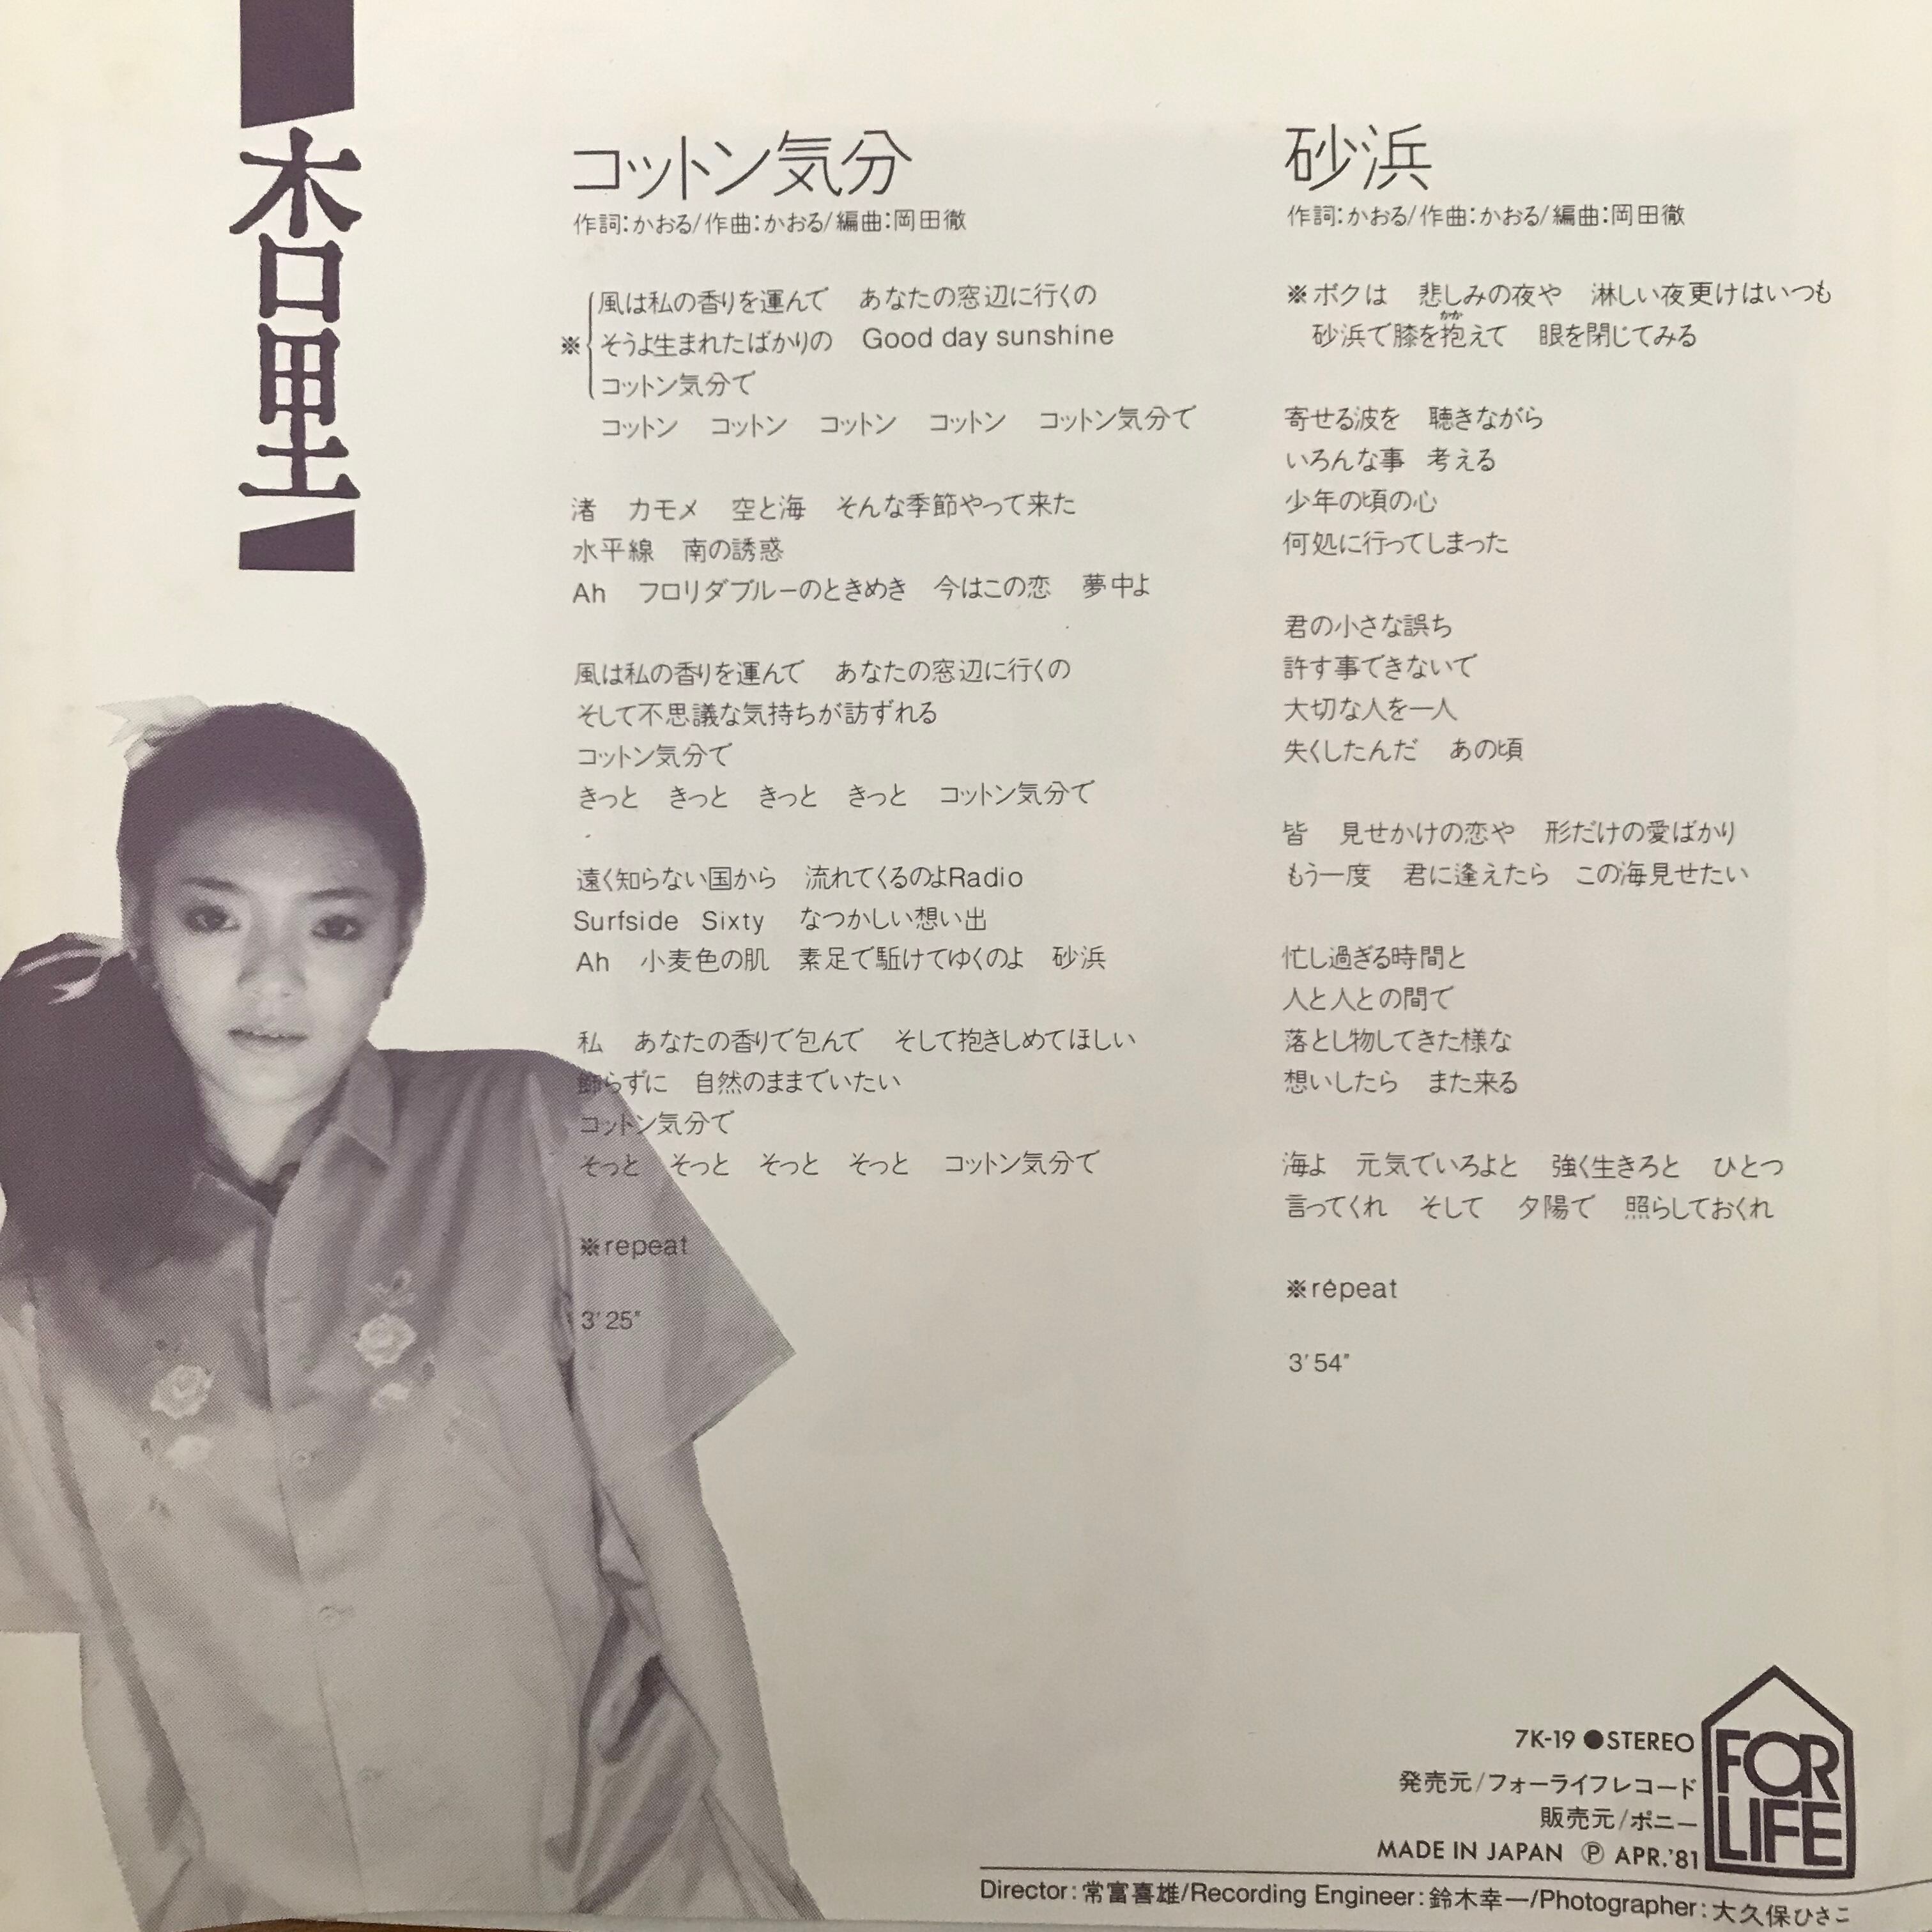 杏里
コットン気分
作詞:かおる/作曲:かおる/編曲:岡田徹
風は私の香りを運んで　あなたの窓辺に行くの
※そうよ生まれたばかりの　Good day sunshine
コットン気分で
コットン　コットン　コットン　コットン　コットン気分で
渚　カモメ　空と海　そんな季節やって来た
水平線　南の誘惑
Ah　フロリダブルーのときめき　今はこの恋　夢中よ
風は私の香りを運んで　あなたの窓辺に行くの
そして不思議な気持ちが訪ずれる
コットン気分で
きっと　きっと　きっと　きっと　コットン気分で
遠く知らない国から　流れてくるのよRadio
Surfside　Sixty　なつかしい想い出
Ah　小麦色の肌　素足で駈けてゆくのよ　砂浜
私　あなたの香りで包んで　そして抱きしめてほしい
飾らずに　自然のままでいたい
コットン気分で
そっと　そっと　そっと　そっと　コットン気分で
※repeat
3'25"
砂浜
作詞:かおる/作曲:かおる/編曲:岡田徹
※ボクは　悲しみの夜や　淋しい夜更けはいつも
かか
砂浜で膝を抱えて　眼を閉じてみる
寄せる波を　聴きながら
いろんな事　考える
少年の頃の心
何処に行ってしまった
君の小さな誤ち
許す事できないで
大切な人を一人
失くしたんだ　あの頃
皆　見せかけの恋や　形だけの愛ばかり
もう一度　君に逢えたら　この海見せたい
忙し過ぎる時間と
人と人との間で
落とし物してきた様な
想いしたら　また来る
海よ　元気でいろよと　強く生きろと　ひとつ
言ってくれ　そして　夕陽で　照らしておくれ
※repeat
3'54"
7K-19 ●STEREO
発売元/フォーライフレコード
販売元/ポニー
MADE IN JAPAN Ⓟ APR.'81
FOR
LIFE
Director:常富喜雄/Recording Engineer:鈴木幸一/Photographer:大久保ひさこ